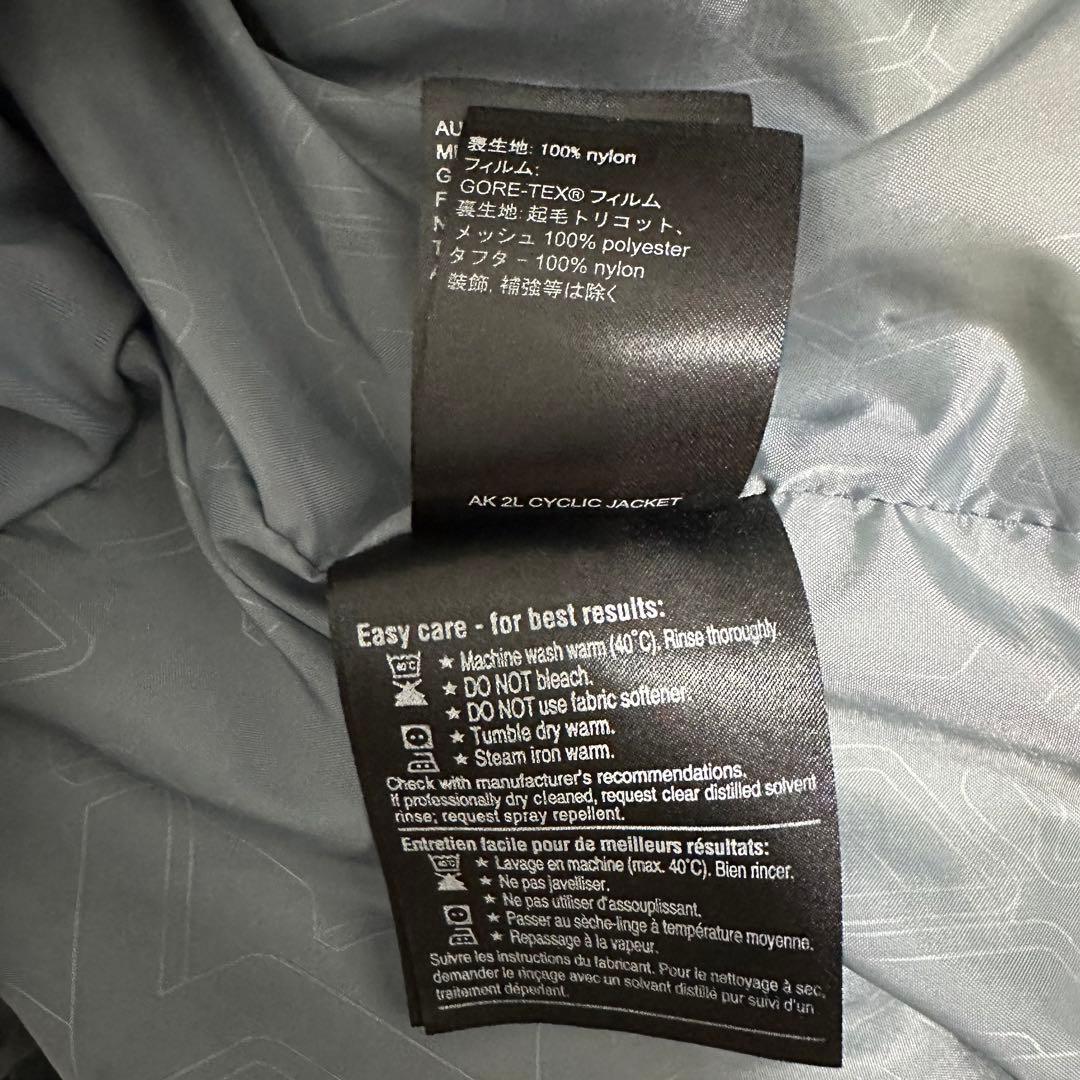 AU
M
G
F
N
T
A
裏生地: 100% nylon
フィルム:
GORE-TEX® フィルム
裏生地: 起毛トリコット、
メッシュ 100% polyester
タフタ - 100% nylon
装飾, 補強等は除く
AK 2L CYCLIC JACKET
Easy care - for best results:
★ Machine wash warm (40°C). Rinse thoroughly.
★ DO NOT bleach.
★ DO NOT use fabric softener.
★ Tumble dry warm.
★ Steam iron warm.
Check with manufacturer's recommendations.
If professionally dry cleaned, request clear distilled solvent
rinse; request spray repellent.
Entretien facile pour de meilleurs résultats:
★ Lavage en machine (max. 40°C). Bien rincer.
★ Ne pas javelliser.
★ Ne pas utiliser d'assouplissant.
★ Passer au sèche-linge à température moyenne.
★ Repassage à la vapeur.
Suivre les instructions du fabricant. Pour le nettoyage à sec,
demander le rinçage avec un solvant distillé pur suivi d'un
traitement déperlant.